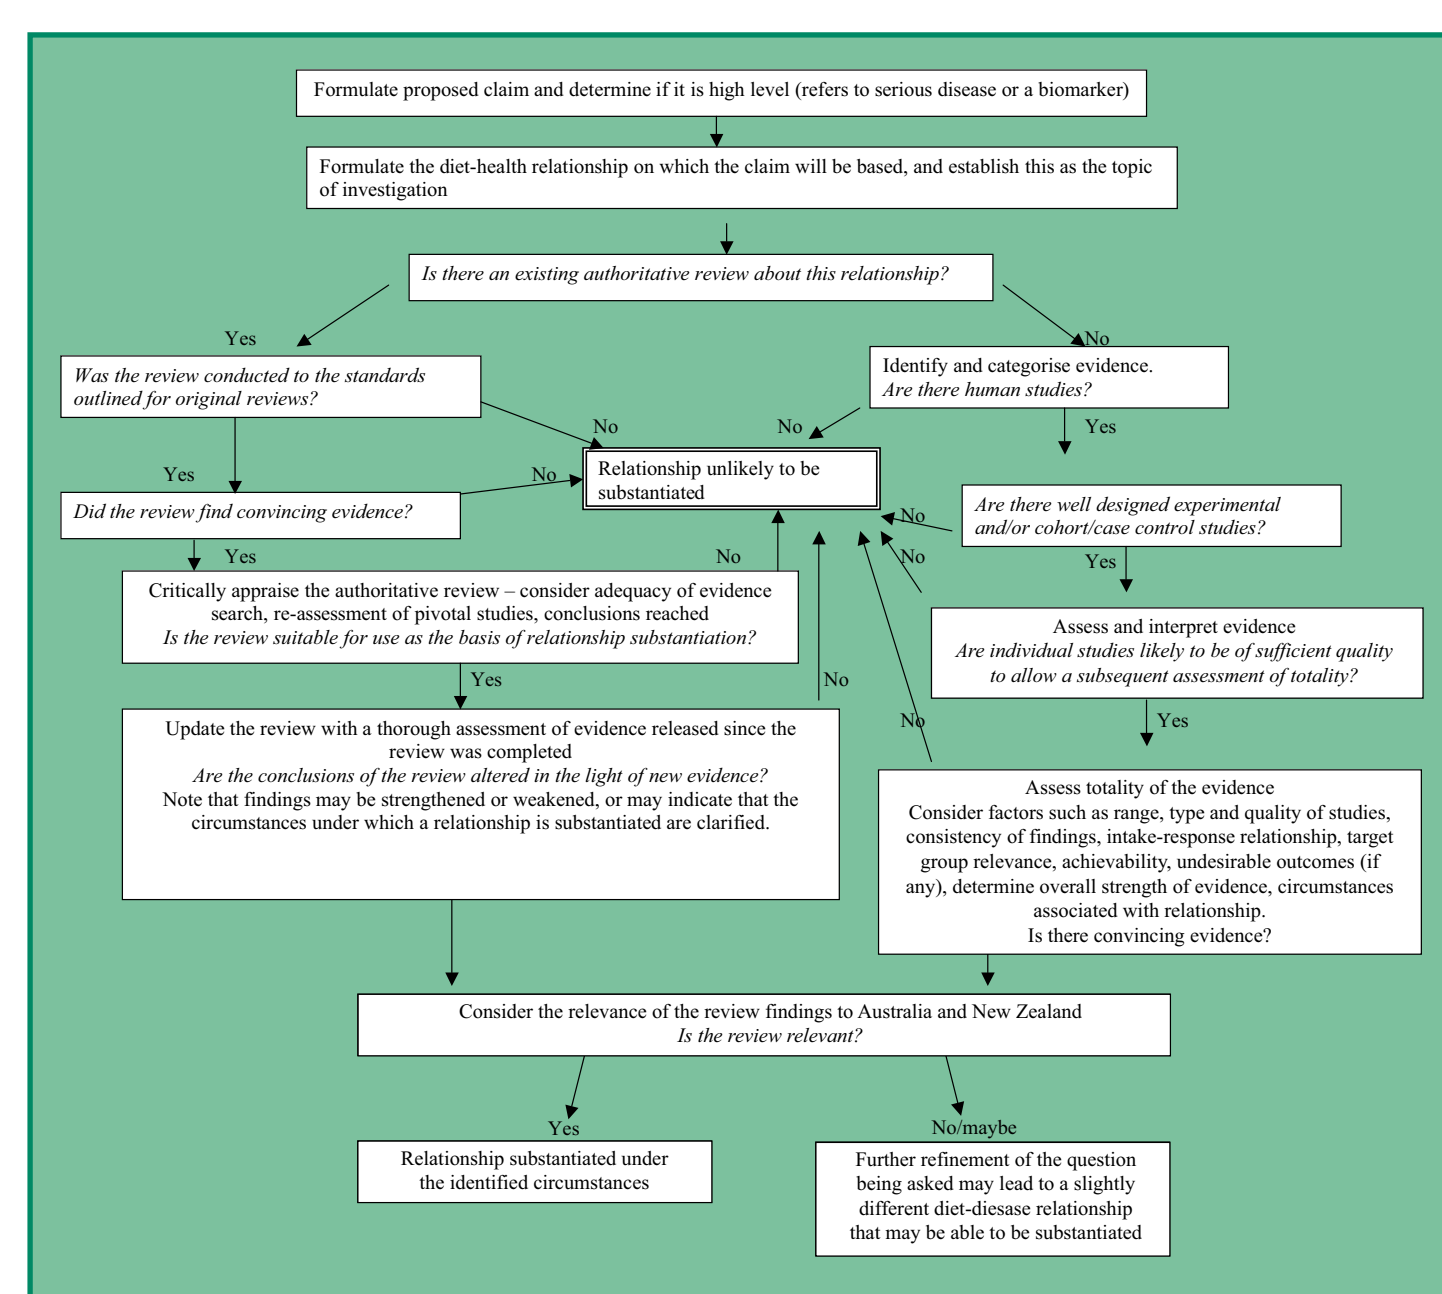 Formulate proposed claim and determine if it is high level (refers to serious disease or a biomarker)
Formulate the diet-health relationship on which the claim will be based, and establish this as the topic
of investigation
Is there an existing authoritative review about this relationship?
Yes
No
Was the review conducted to the standards
outlined for original reviews?
Identify and categorise evidence.
Are there human studies?
No
No
Yes
Relationship unlikely to be
substantiated
Yes
No
Did the review find convincing evidence?
Are there well designed experimental
and/or cohort/case control studies?
No
Yes
No
No
Yes
Critically appraise the authoritative review – consider adequacy of evidence
search, re-assessment of pivotal studies, conclusions reached
Is the review suitable for use as the basis of relationship substantiation?
Assess and interpret evidence
Are individual studies likely to be of sufficient quality
to allow a subsequent assessment of totality?
Yes
No
No
Yes
Update the review with a thorough assessment of evidence released since the
review was completed
Are the conclusions of the review altered in the light of new evidence?
Note that findings may be strengthened or weakened, or may indicate that the
circumstances under which a relationship is substantiated are clarified.
Assess totality of the evidence
Consider factors such as range, type and quality of studies,
consistency of findings, intake-response relationship, target
group relevance, achievability, undesirable outcomes (if
any), determine overall strength of evidence, circumstances
associated with relationship.
Is there convincing evidence?
Consider the relevance of the review findings to Australia and New Zealand
Is the review relevant?
Yes
No/maybe
Relationship substantiated under
the identified circumstances
Further refinement of the question
being asked may lead to a slightly
different diet-diesase relationship
that may be able to be substantiated